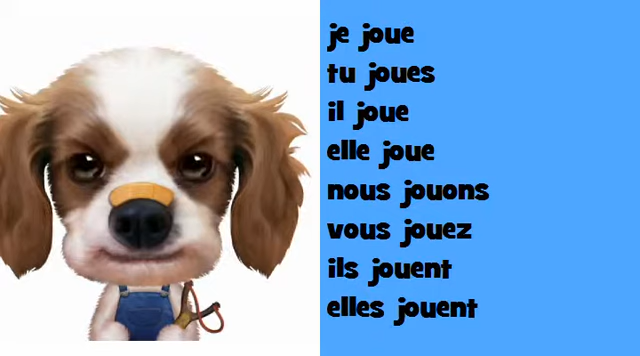 je joue
tu joues
il joue
elle joue
nous jouons
vous jouez
ils jouent
elles jouent